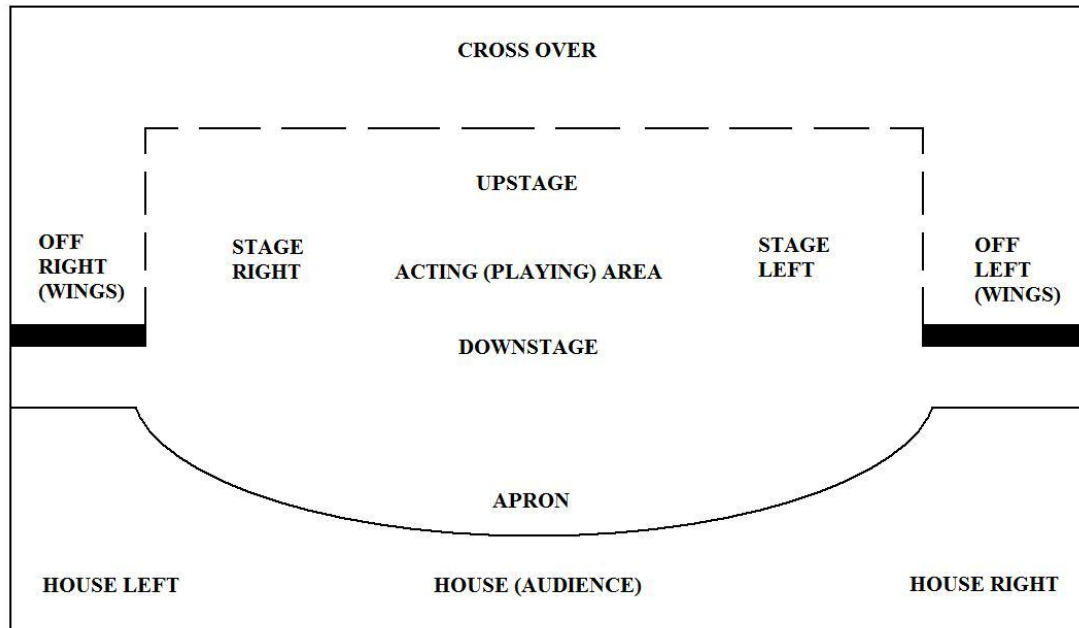 CROSS OVER
UPSTAGE
OFF
RIGHT
(WINGS)
STAGE
RIGHT
ACTING (PLAYING) AREA
STAGE
LEFT
OFF
LEFT
(WINGS)
DOWNSTAGE
APRON
HOUSE LEFT
HOUSE (AUDIENCE)
HOUSE RIGHT